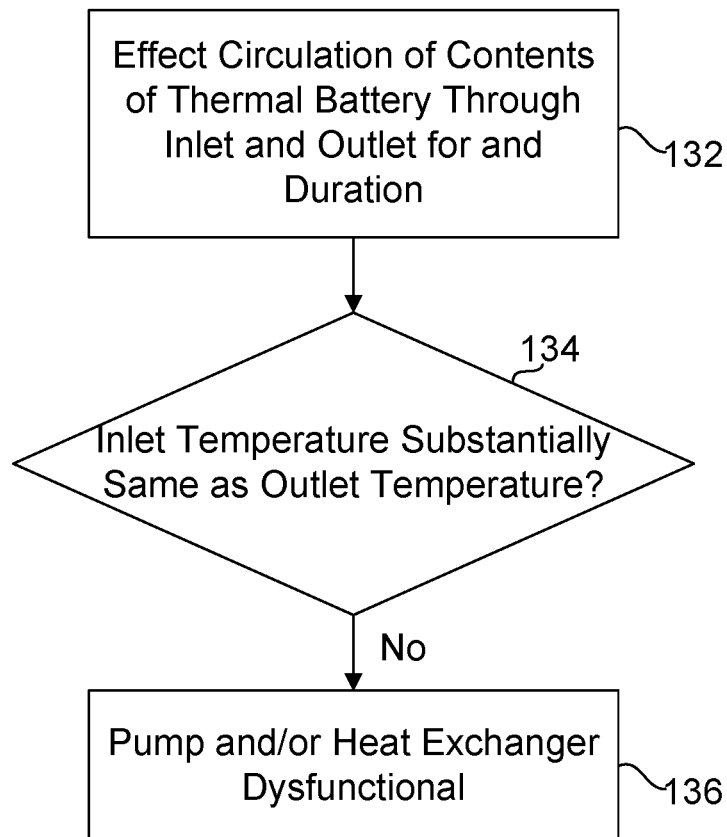 Effect Circulation of Contents
of Thermal Battery Through
Inlet and Outlet for and
Duration
132
134
Inlet Temperature Substantially
Same as Outlet Temperature?
No
Pump and/or Heat Exchanger
Dysfunctional
136